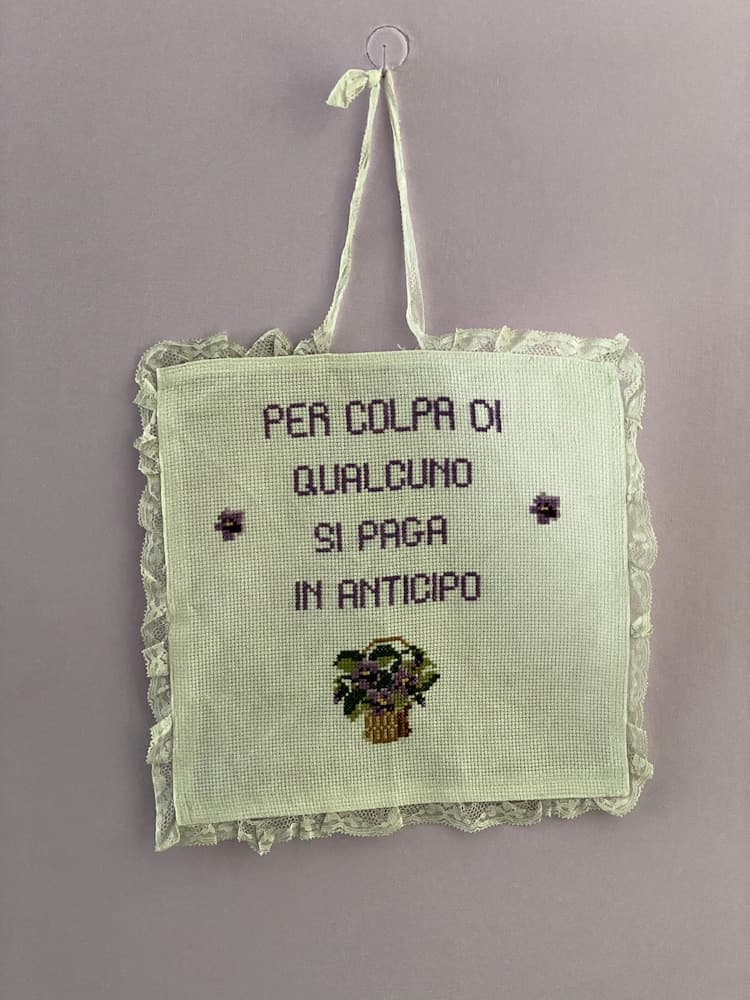 PER COLPA DI
QUALCUNO
SI PAGA
IN ANTICIPO